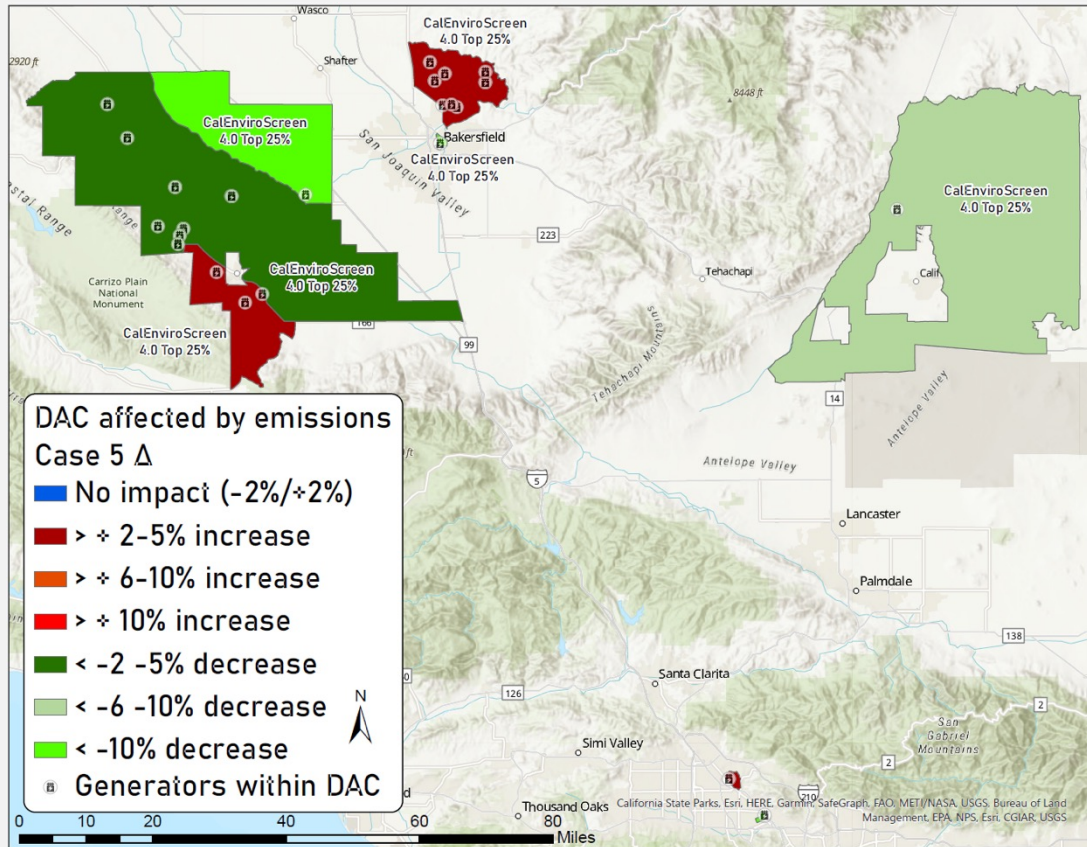 Wasco
CalEnviroScreen
4.0 Top 25%
2920 ft
Shafter
8448 ft
CalEnviroScreen
4.0 Top 25%
Bakersfield
CalEnviroScreen
4.0 Top 25%
San Joaquin Valley
CalEnviroScreen
4.0 Top 25%
Coastal Range
Range
223
CalEnviroScreen
4.0 Top 25%
Tehachapi
Calif
Carrizo Plain
National
Monument
CalEnviroScreen
4.0 Top 25%
166
99
Tehachapi Mountains
14
Antelope Valley
Antelope Valley
5
DAC affected by emissions
Case 5 Δ
No impact (-2%/+2%)
> + 2-5% increase
> + 6-10% increase
> + 10% increase
< -2 -5% decrease
< -6 -10% decrease
< -10% decrease
Generators within DAC
N
ft
Lancaster
Palmdale
138
Santa Clarita
126
2
San
Gabriel
Mountains
Simi Valley
2
210
Thousand Oaks
California State Parks, Esri, HERE, Garmin, SafeGraph, FAO, METI/NASA, USGS, Bureau of Land
Management, EPA, NPS, Esri, CGIAR, USGS
0 10 20 40 60 80 Miles